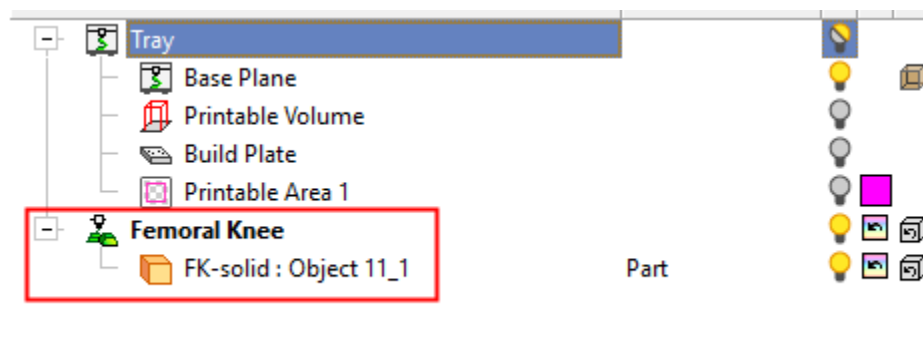 Tray
Base Plane
Printable Volume
Build Plate
Printable Area 1
Femoral Knee
FK-solid : Object 11_1 Part